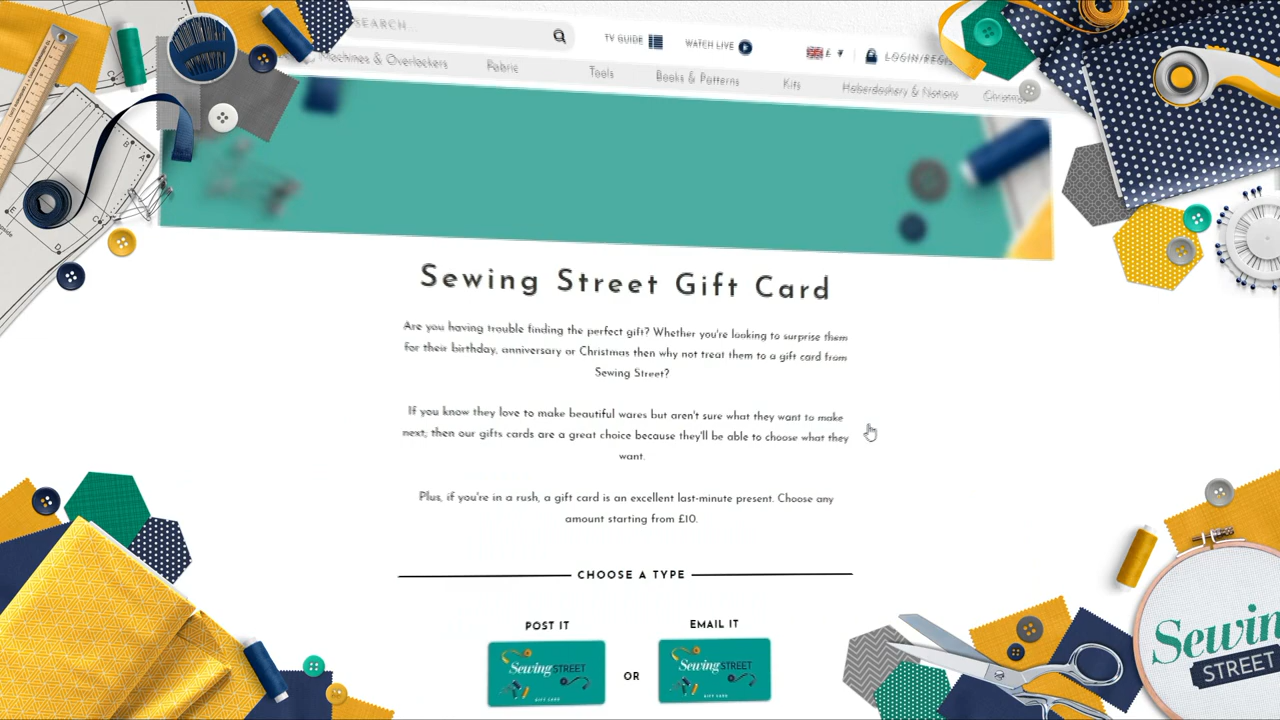 SEARCH...
TV GUIDE
WATCH LIVE
£
LOGIN/REGIS
Machines & Overlockers
Fabric
Tools
Books & Patterns
Kits
Haberdashery & Notions
Christmas
Sewing Street Gift Card
Are you having trouble finding the perfect gift? Whether you're looking to surprise them
for their birthday, anniversary or Christmas then why not treat them to a gift card from
Sewing Street?
If you know they love to make beautiful wares but aren't sure what they want to make
next; then our gifts cards are a great choice because they'll be able to choose what they
want.
Plus, if you're in a rush, a gift card is an excellent last-minute present. Choose any
amount starting from £10.
CHOOSE A TYPE
POST IT
EMAIL IT
Sewing STREET
GIFT CARD
OR
Sewing STREET
GIFT CARD
Sewin
STREET